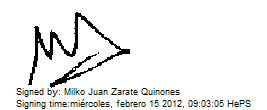 Signed by: Milko Juan Zarate Quinones
Signing time:miércoles, febrero 15 2012, 09:03:05 HePS